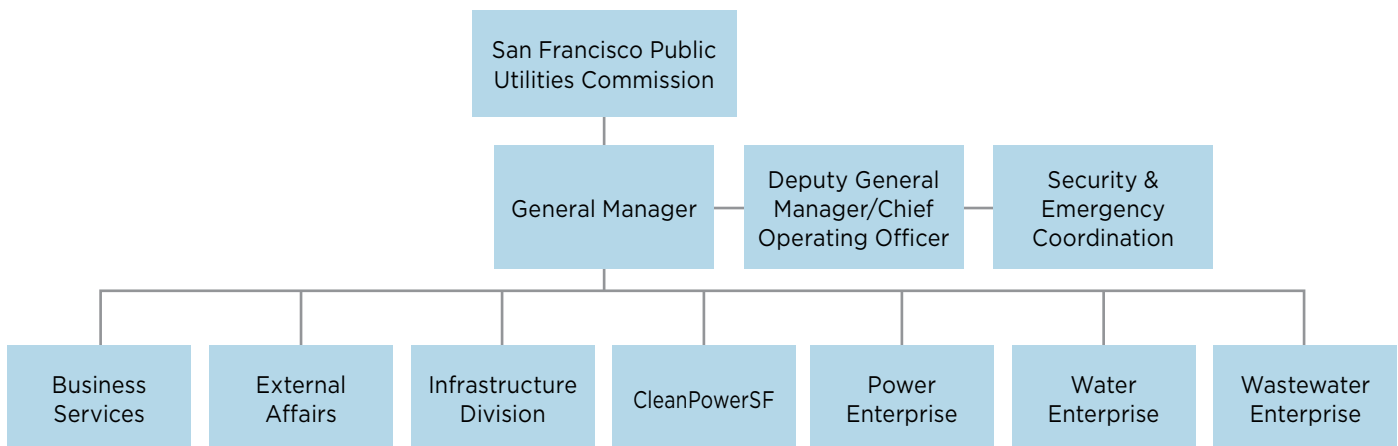 San Francisco Public
Utilities Commission
General Manager
Deputy General
Manager/Chief
Operating Officer
Security &
Emergency
Coordination
Business
Services
External
Affairs
Infrastructure
Division
CleanPowerSF
Power
Enterprise
Water
Enterprise
Wastewater
Enterprise